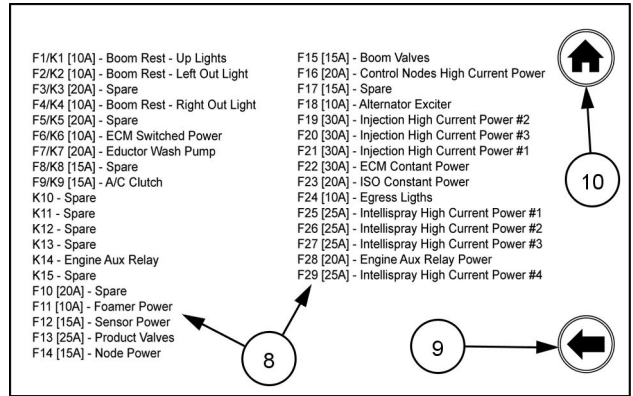 F1/K1 [10A] - Boom Rest - Up Lights
F2/K2 [10A] - Boom Rest - Left Out Light
F3/K3 [20A] - Spare
F4/K4 [10A] - Boom Rest - Right Out Light
F5/K5 [20A] - Spare
F6/K6 [10A] - ECM Switched Power
F7/K7 [20A] - Eductor Wash Pump
F8/K8 [15A] - Spare
F9/K9 [15A] - A/C Clutch
K10 - Spare
K11 - Spare
K12 - Spare
K13 - Spare
K14 - Engine Aux Relay
K15 - Spare
F10 [20A] - Spare
F11 [10A] - Foamer Power
F12 [15A] - Sensor Power
F13 [25A] - Product Valves
F14 [15A] - Node Power
F15 [15A] - Boom Valves
F16 [20A] - Control Nodes High Current Power
F17 [15A] - Spare
F18 [10A] - Alternator Exciter
F19 [30A] - Injection High Current Power #2
F20 [30A] - Injection High Current Power #3
F21 [30A] - Injection High Current Power #1
F22 [30A] - ECM Contant Power
F23 [20A] - ISO Constant Power
F24 [10A] - Egress Ligths
F25 [25A] - Intellispray High Current Power #1
F26 [25A] - Intellispray High Current Power #2
F27 [25A] - Intellispray High Current Power #3
F28 [20A] - Engine Aux Relay Power
F29 [25A] - Intellispray High Current Power #4
10
8
9